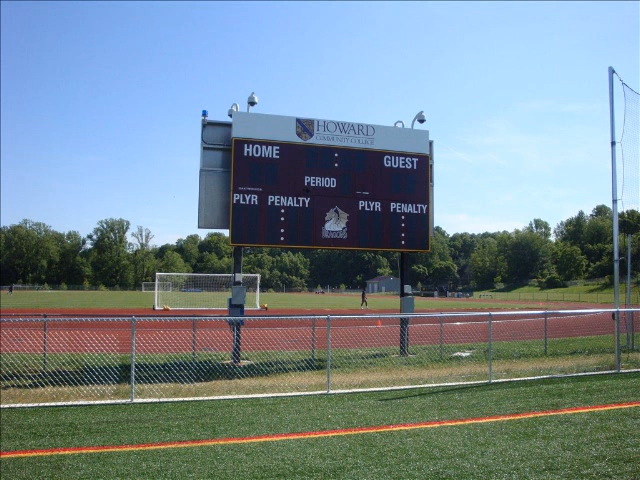 HOWARD
COMMUNITY COLLEGE
HOME
GUEST
PERIOD
PLYR PENALTY PLYR PENALTY